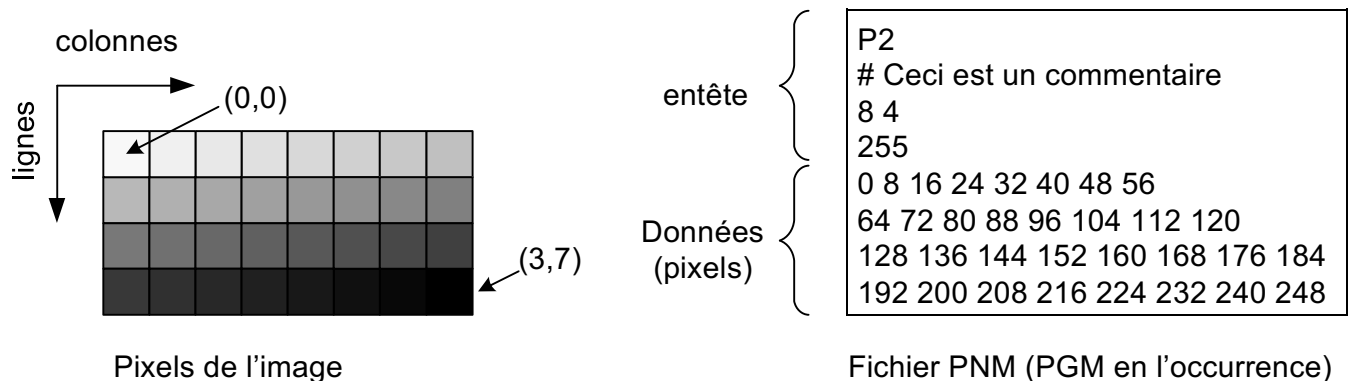 colonnes
lignes
(0,0)
(3,7)
Pixels de l'image
entête
Données
(pixels)
P2
# Ceci est un commentaire
8 4
255
0 8 16 24 32 40 48 56
64 72 80 88 96 104 112 120
128 136 144 152 160 168 176 184
192 200 208 216 224 232 240 248
Fichier PNM (PGM en l'occurrence)